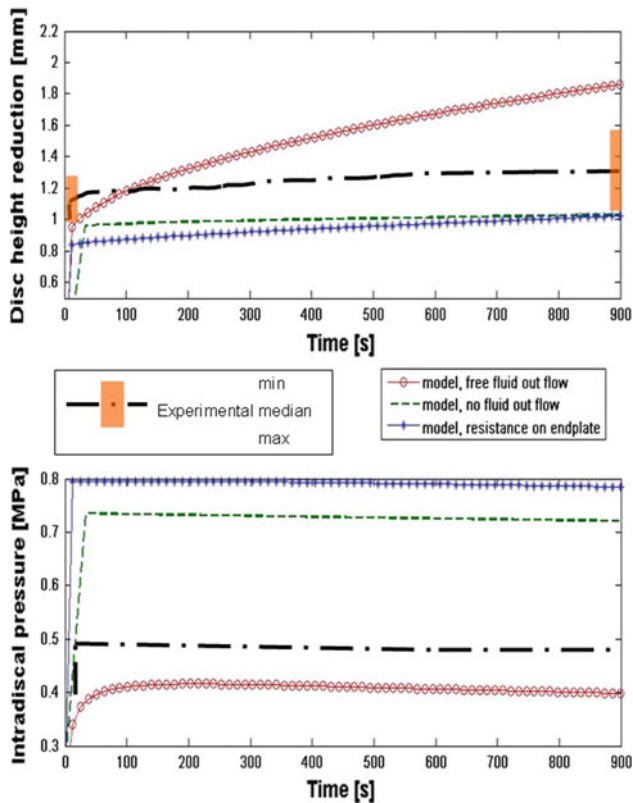 Disc height reduction [mm]
2.2
2
1.8
1.6
1.4
1.2
1
0.8
0.6
0 100 200 300 400 500 600 700 800 900
Time [s]
min
Experimental median
max
model, free fluid out flow
model, no fluid out flow
model, resistance on endplate
Intradiscal pressure [MPa]
0.8
0.7
0.6
0.5
0.4
0.3
0 100 200 300 400 500 600 700 800 900
Time [s]